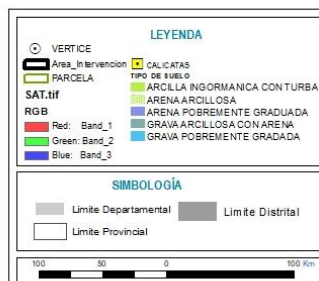 LEYENDA
VERTICE
Area_Intervencion
PARCELA
SAT.tif
RGB
Red: Band_1
Green: Band_2
Blue: Band_3
CALICATAS
TIPO DE SUELO
ARCILLA INGORMANICA CON TURBA
ARENA ARCILLOSA
ARENA POBREMENTE GRADUADA
GRAVA ARCILLOSA CON ARENA
GRAVA POBREMENTE GRADADA
SIMBOLOGÍA
Limite Departamental
Limite Distrital
Limite Provincial
100 50 0 100 Km